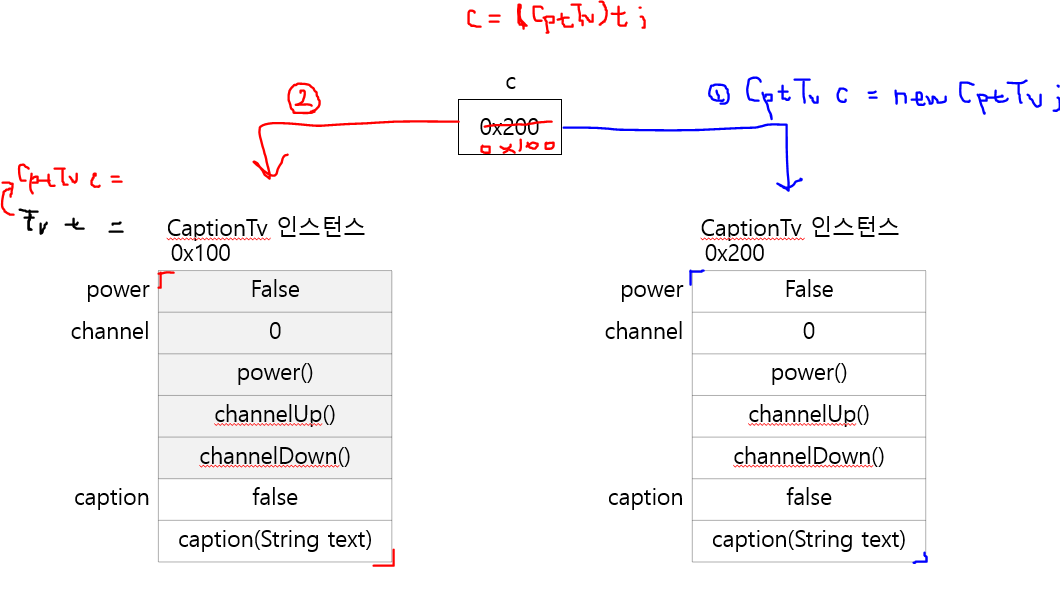 c = (CptTv)t ;
c
②
0x200
0x100
① CptTv c = new CptTv ;
CptTv c =
Tv t =
CaptionTv 인스턴스
0x100
power False
channel 0
power()
channelUp()
channelDown()
caption false
caption(String text)
CaptionTv 인스턴스
0x200
power False
channel 0
power()
channelUp()
channelDown()
caption false
caption(String text)